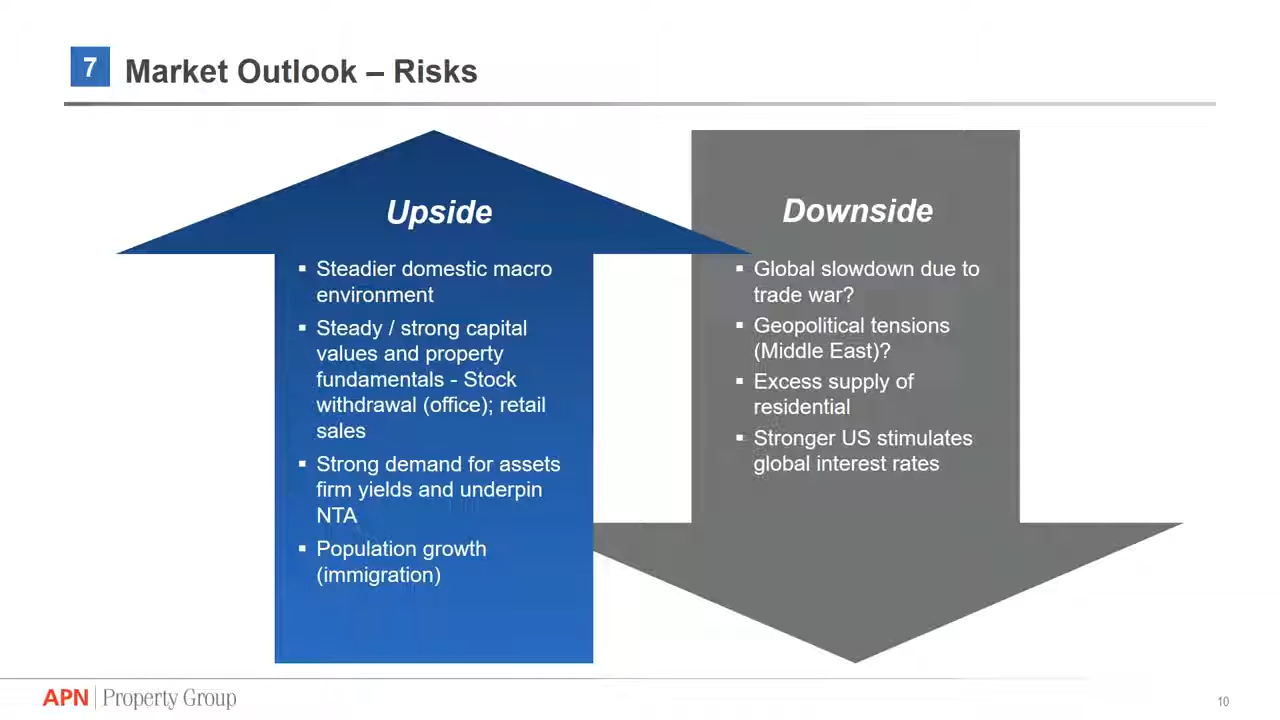 7
Market Outlook – Risks
Upside
▪ Steadier domestic macro
environment
▪ Steady / strong capital
values and property
fundamentals - Stock
withdrawal (office); retail
sales
▪ Strong demand for assets
firm yields and underpin
NTA
▪ Population growth
(immigration)
Downside
▪ Global slowdown due to
trade war?
▪ Geopolitical tensions
(Middle East)?
▪ Excess supply of
residential
▪ Stronger US stimulates
global interest rates
APN | Property Group
10